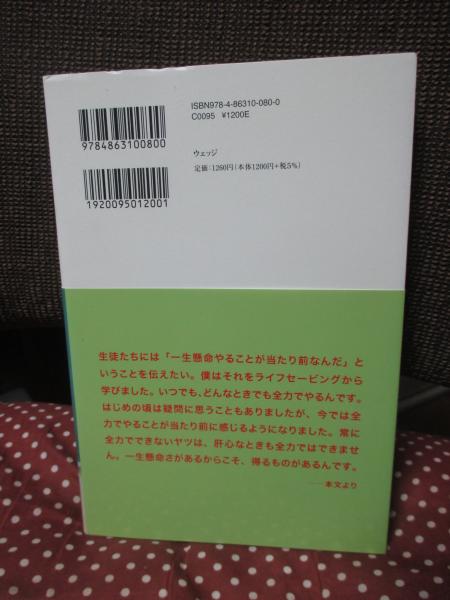 ISBN978-4-86310-080-0
C0095 ¥1200E
9784863100800
ウェッジ
定価：1260円(本体1200円+税5%)
1920095012001
生徒たちには「一生懸命やることが当たり前なんだ」と
いうことを伝えたい。僕はそれをライフセービングから
学びました。いつでも、どんなときでも全力でやるんです。
はじめの頃は疑問に思うこともありましたが、今では全
力でやることが当たり前に感じるようになりました。常に
全力でできないヤツは、肝心なときも全力ではできませ
ん。一生懸命さがあるからこそ、得るものがあるんです。
——本文より